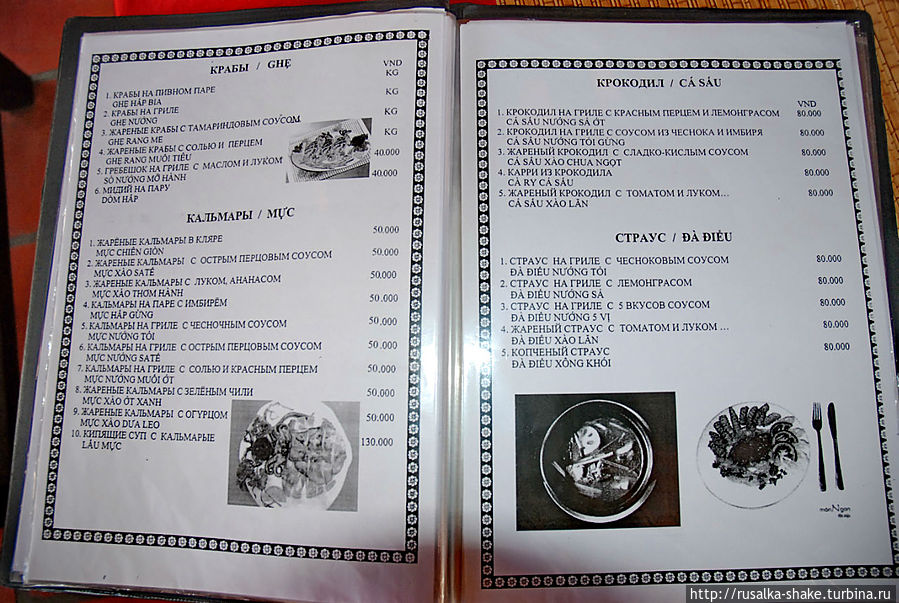 КРАБЫ / GHẸ
VND
KG
1. КРАБЫ НА ПИВНОМ ПАРЕ
GHẸ HẤP BIA
2. КРАБЫ НА ГРИЛЕ KG
GHẸ NƯỚNG
3. ЖАРЕНЫЕ КРАБЫ С ТАМАРИНДОВЫМ СОУСОМ KG
GHẸ RANG ME
4. ЖАРЕНЫЕ КРАБЫ С СОЛЬЮ И ПЕРЦЕМ 40.000
GHẸ RANG MUỐI TIÊU
5. ГРЕБЕШОК НА ГРИЛЕ С МАСЛОМ И ЛУКОМ 40.000
SÒ NƯỚNG MỠ HÀNH
6. МИДИЙ НА ПАРУ
DÒM HẤP
КАЛЬМАРЫ / MỰC
1. ЖАРЕНЫЕ КАЛЬМАРЫ В КЛЯРЕ 50.000
MỰC CHIÊN GIÒN
2. ЖАРЕНЫЕ КАЛЬМАРЫ С ОСТРЫМ ПЕРЦОВЫМ СОУСОМ 50.000
MỰC XÀO SATÉ
3. ЖАРЕНЫЕ КАЛЬМАРЫ С ЛУКОМ, АНАНАСОМ 50.000
MỰC XÀO THƠM HÀNH
4. КАЛЬМАРЫ НА ПАРЕ С ИМБИРЁМ 50.000
MỰC HẤP GỪNG
5. КАЛЬМАРЫ НА ГРИЛЕ С ЧЕСНОЧНЫМ СОУСОМ 50.000
MỰC NƯỚNG TỎI
6. КАЛЬМАРЫ НА ГРИЛЕ С ОСТРЫМ ПЕРЦОВЫМ СОУСОМ 50.000
MỰC NƯỚNG SATÉ
7. КАЛЬМАРЫ НА ГРИЛЕ С СОЛЬЮ И КРАСНЫМ ПЕРЦЕМ 50.000
MỰC NƯỚNG MUỐI ỚT
8. ЖАРЕНЫЕ КАЛЬМАРЫ С ЗЕЛЁНЫМ ЧИЛИ 50.000
MỰC XÀO ỚT XANH
9. ЖАРЕНЫЕ КАЛЬМАРЫ С ОГУРЦОМ 50.000
MỰC XÀO DƯA LEO
10. КИПЯЩИЕ СУП С КАЛЬМАРЫЕ 130.000
LẨU MỰC
КРОКОДИЛ / CÁ SẤU
VND
1. КРОКОДИЛ НА ГРИЛЕ С КРАСНЫМ ПЕРЦЕМ И ЛЕМОНГРАСОМ 80.000
CÁ SẤU NƯỚNG SẢ ỚT
2. КРОКОДИЛ НА ГРИЛЕ С СОУСОМ ИЗ ЧЕСНОКА И ИМБИРЯ 80.000
CÁ SẤU NƯỚNG TỎI GỪNG
3. ЖАРЕНЫЙ КРОКОДИЛ С СЛАДКО-КИСЛЫМ СОУСОМ 80.000
CÁ SẤU XÀO CHUA NGỌT
4. КАРРИ ИЗ КРОКОДИЛА 80.000
CÀ RY CÁ SẤU
5. ЖАРЕНЫЙ КРОКОДИЛ С ТОМАТОМ И ЛУКОМ... 80.000
CÁ SẤU XÀO LĂN
СТРАУС / ĐÀ ĐIỂU
1. СТРАУС НА ГРИЛЕ С ЧЕСНОКОВЫМ СОУСОМ 80.000
ĐÀ ĐIỂU NƯỚNG TỎI
2. СТРАУС НА ГРИЛЕ С ЛЕМОНГРАСОМ 80.000
ĐÀ ĐIỂU NƯỚNG SẢ
3. СТРАУС НА ГРИЛЕ С 5 ВКУСОВ СОУСОМ 80.000
ĐÀ ĐIỂU NƯỚNG 5 VỊ
4. ЖАРЕНЫЙ СТРАУС С ТОМАТОМ И ЛУКОМ ... 80.000
ĐÀ ĐIỂU XÀO LĂN
5. КОПЧЕНЫЙ СТРАУС 80.000
ĐÀ ĐIỂU XÔNG KHÓI
mónNgon
http://rusalka-shake.turbina.ru